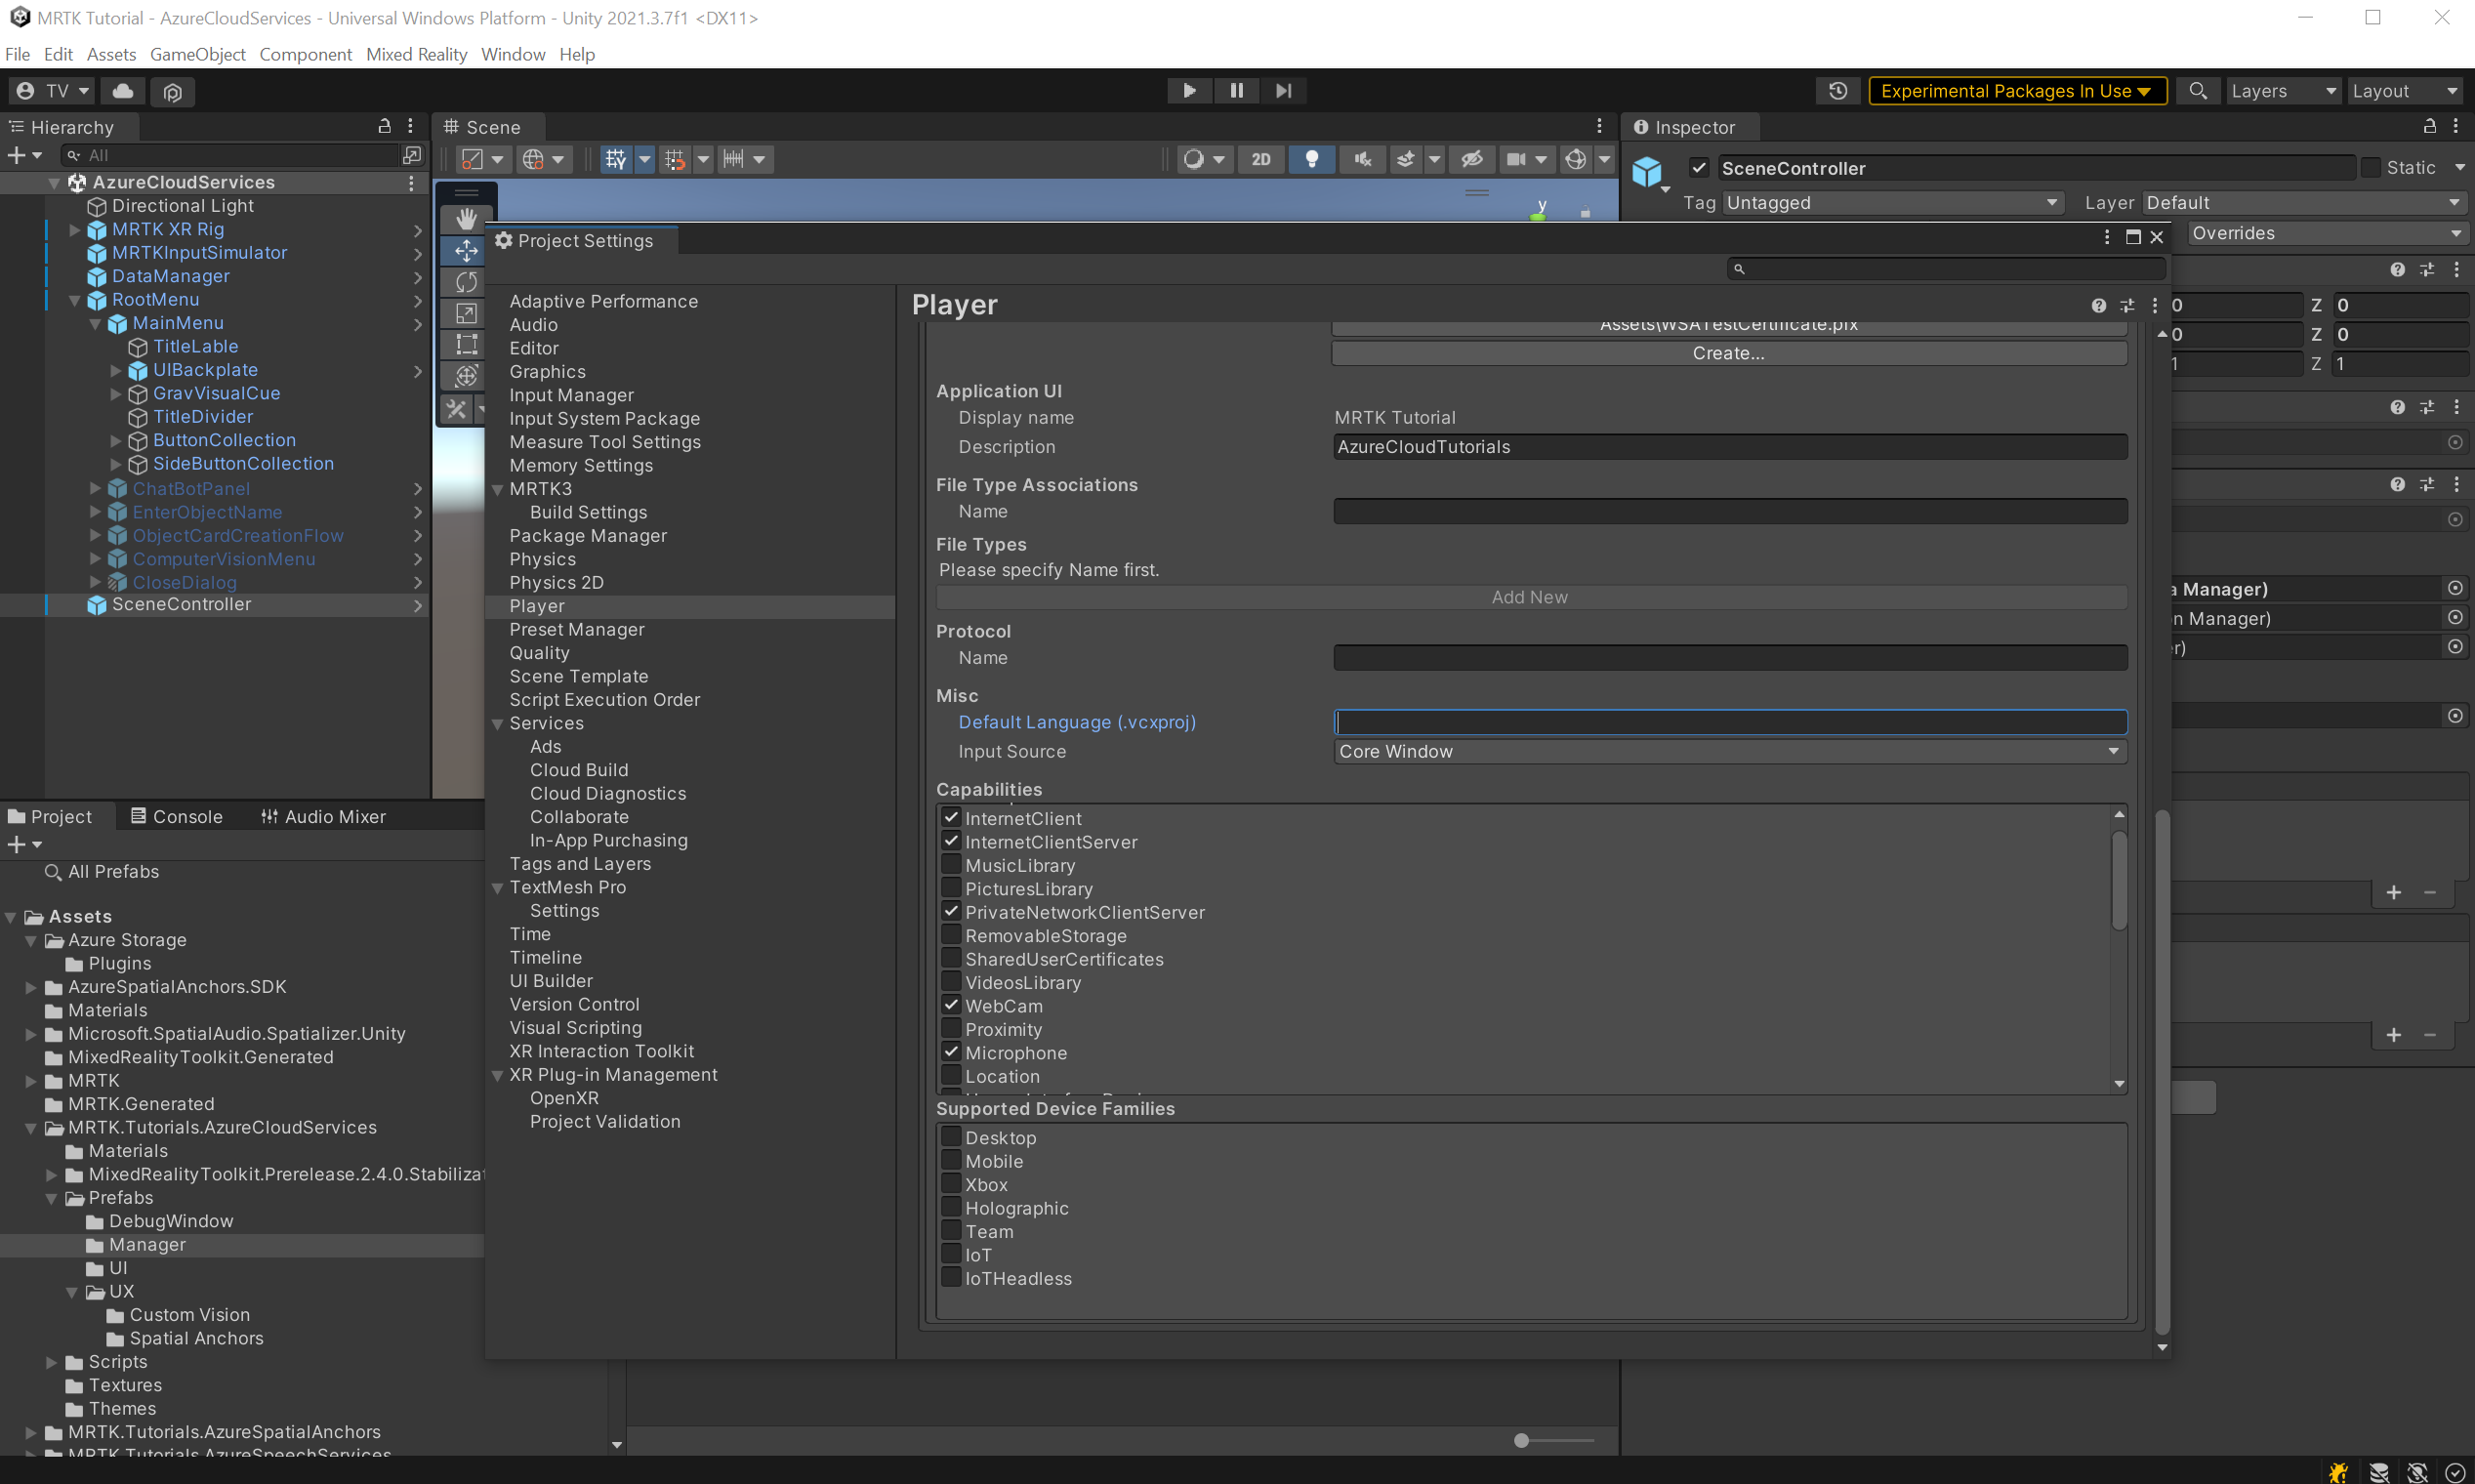 MRTK Tutorial - AzureCloudServices - Universal Windows Platform - Unity 2021.3.7f1 <DX11>
File Edit Assets GameObject Component Mixed Reality Window Help
TV
Experimental Packages In Use
Layers
Layout
Hierarchy
All
AzureCloudServices
Directional Light
MRTK XR Rig
MRTKInputSimulator
DataManager
RootMenu
MainMenu
TitleLable
UIBackplate
GravVisualCue
TitleDivider
ButtonCollection
SideButtonCollection
ChatBotPanel
EnterObjectName
ObjectCardCreationFlow
ComputerVisionMenu
CloseDialog
SceneController
Scene
2D
y
Project Settings
Adaptive Performance
Audio
Editor
Graphics
Input Manager
Input System Package
Measure Tool Settings
Memory Settings
MRTK3
Build Settings
Package Manager
Physics
Physics 2D
Player
Preset Manager
Quality
Scene Template
Script Execution Order
Services
Ads
Cloud Build
Cloud Diagnostics
Collaborate
In-App Purchasing
Tags and Layers
TextMesh Pro
Settings
Time
Timeline
UI Builder
Version Control
Visual Scripting
XR Interaction Toolkit
XR Plug-in Management
OpenXR
Project Validation
Player
Assets\WSATestCertificate.pfx
Create...
Application UI
Display name MRTK Tutorial
Description AzureCloudTutorials
File Type Associations
Name
File Types
Please specify Name first.
Add New
Protocol
Name
Misc
Default Language (.vcxproj)
Input Source Core Window
Capabilities
InternetClient
InternetClientServer
MusicLibrary
PicturesLibrary
PrivateNetworkClientServer
RemovableStorage
SharedUserCertificates
VideosLibrary
WebCam
Proximity
Microphone
Location
Supported Device Families
Desktop
Mobile
Xbox
Holographic
Team
IoT
IoTHeadless
Inspector
SceneController
Static
Tag Untagged Layer Default
Overrides
0 Z 0
0 Z 0
1 Z 1
a Manager)
n Manager)
er)
Project Console Audio Mixer
All Prefabs
Assets
Azure Storage
Plugins
AzureSpatialAnchors.SDK
Materials
Microsoft.SpatialAudio.Spatializer.Unity
MixedRealityToolkit.Generated
MRTK
MRTK.Generated
MRTK.Tutorials.AzureCloudServices
Materials
MixedRealityToolkit.Prerelease.2.4.0.Stabilizat
Prefabs
DebugWindow
Manager
UI
UX
Custom Vision
Spatial Anchors
Scripts
Textures
Themes
MRTK.Tutorials.AzureSpatialAnchors
MRTK.Tutorials.AzureSpeechServices